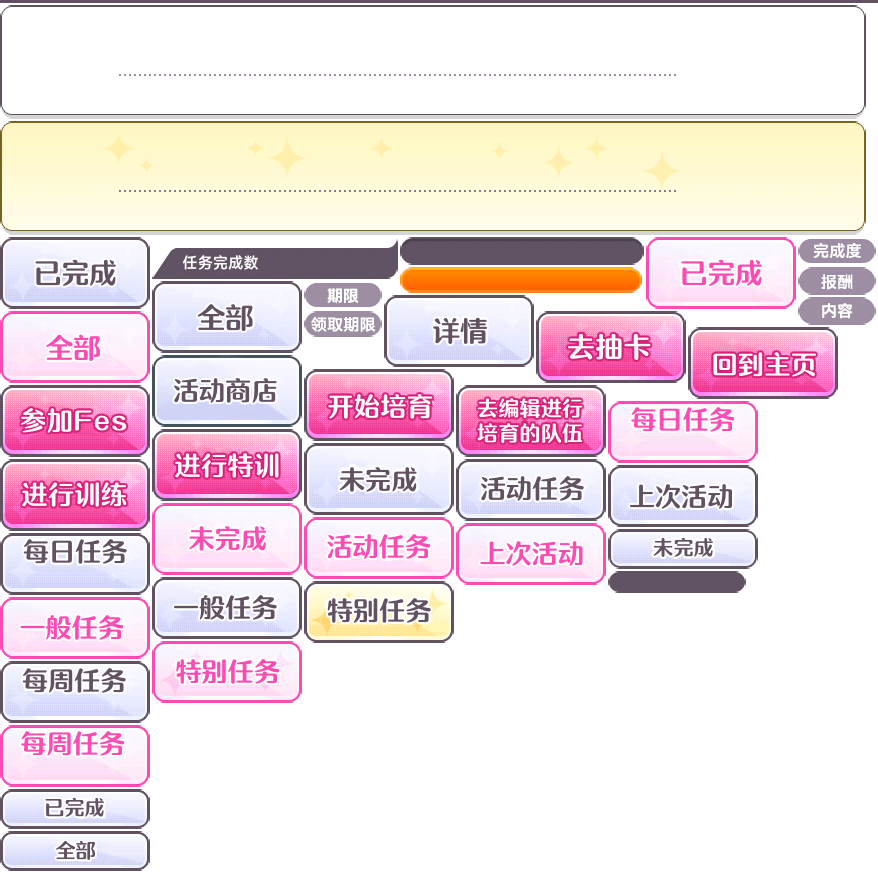 已完成
任务完成数
已完成
完成度
报酬
内容
全部
全部
期限
领取期限
详情
去抽卡
回到主页
参加Fes
活动商店
开始培育
去编辑进行
培育的队伍
每日任务
进行训练
进行特训
未完成
活动任务
上次活动
每日任务
未完成
活动任务
上次活动
未完成
一般任务
一般任务
特别任务
每周任务
特别任务
每周任务
已完成
全部